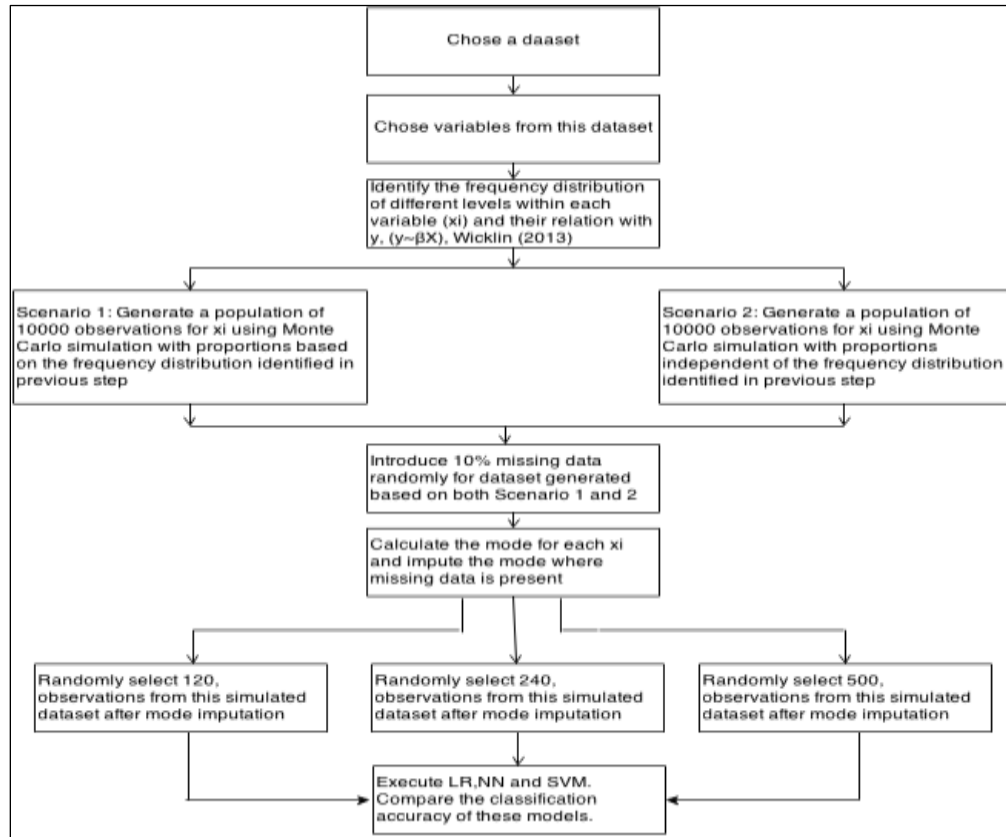 Chose a daaset
Chose variables from this dataset
Identify the frequency distribution
of different levels within each
variable (xi) and their relation with
y, (y~βX), Wicklin (2013)
Scenario 1: Generate a population of
10000 observations for xi using Monte
Carlo simulation with proportions based
on the frequency distribution identified in
previous step
Scenario 2: Generate a population of
10000 observations for xi using Monte
Carlo simulation with proportions
independent of the frequency distribution
identified in previous step
Introduce 10% missing data
randomly for dataset generated
based on both Scenario 1 and 2
Calculate the mode for each xi
and impute the mode where
missing data is present
Randomly select 120,
observations from this simulated
dataset after mode imputation
Randomly select 240,
observations from this simulated
dataset after mode imputation
Randomly select 500,
observations from this simulated
dataset after mode imputation
Execute LR,NN and SVM.
Compare the classification
accuracy of these models.